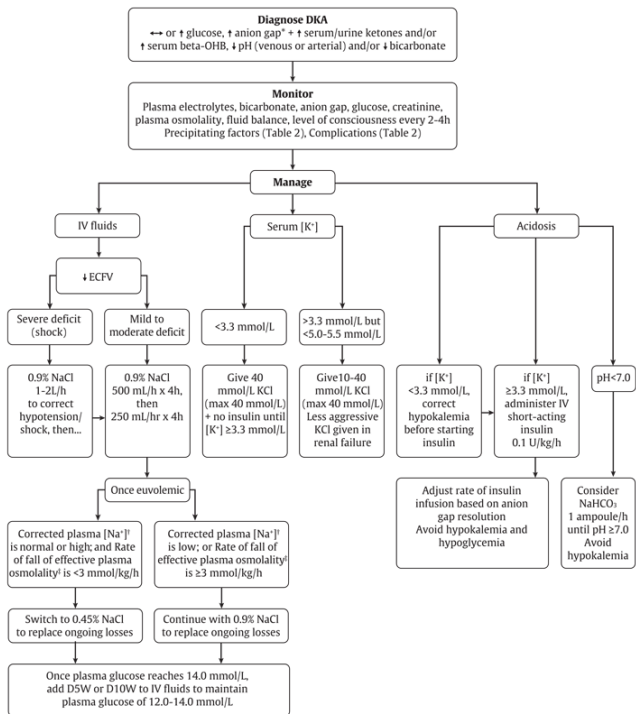 Diagnose DKA
↔ or ↑ glucose, ↑ anion gap* + ↑ serum/urine ketones and/or
↑ serum beta-OHB, ↓ pH (venous or arterial) and/or ↓ bicarbonate
Monitor
Plasma electrolytes, bicarbonate, anion gap, glucose, creatinine,
plasma osmolality, fluid balance, level of consciousness every 2-4h
Precipitating factors (Table 2), Complications (Table 2)
Manage
IV fluids
Serum [K⁺]
Acidosis
↓ ECFV
Severe deficit
(shock)
Mild to
moderate deficit
<3.3 mmol/L
>3.3 mmol/L but
<5.0-5.5 mmol/L
0.9% NaCl
1-2L/h
to correct
hypotension/
shock, then...
0.9% NaCl
500 mL/h x 4h,
then
250 mL/hr x 4h
Give 40
mmol/L KCl
(max 40 mmol/L)
+ no insulin until
[K⁺] ≥3.3 mmol/L
Give10-40
mmol/L KCl
(max 40 mmol/L)
Less aggressive
KCl given in
renal failure
if [K⁺]
<3.3 mmol/L,
correct
hypokalemia
before starting
insulin
if [K⁺]
≥3.3 mmol/L,
administer IV
short-acting
insulin
0.1 U/kg/h
pH<7.0
Once euvolemic
Adjust rate of insulin
infusion based on anion
gap resolution
Avoid hypokalemia and
hypoglycemia
Consider
NaHCO₃
1 ampoule/h
until pH ≥7.0
Avoid
hypokalemia
Corrected plasma [Na⁺]†
is normal or high; and Rate
of fall of effective plasma
osmolality‡ is <3 mmol/kg/h
Corrected plasma [Na⁺]†
is low; or Rate of fall of
effective plasma osmolality‡
is ≥3 mmol/kg/h
Switch to 0.45% NaCl
to replace ongoing losses
Continue with 0.9% NaCl
to replace ongoing losses
Once plasma glucose reaches 14.0 mmol/L,
add D5W or D10W to IV fluids to maintain
plasma glucose of 12.0-14.0 mmol/L